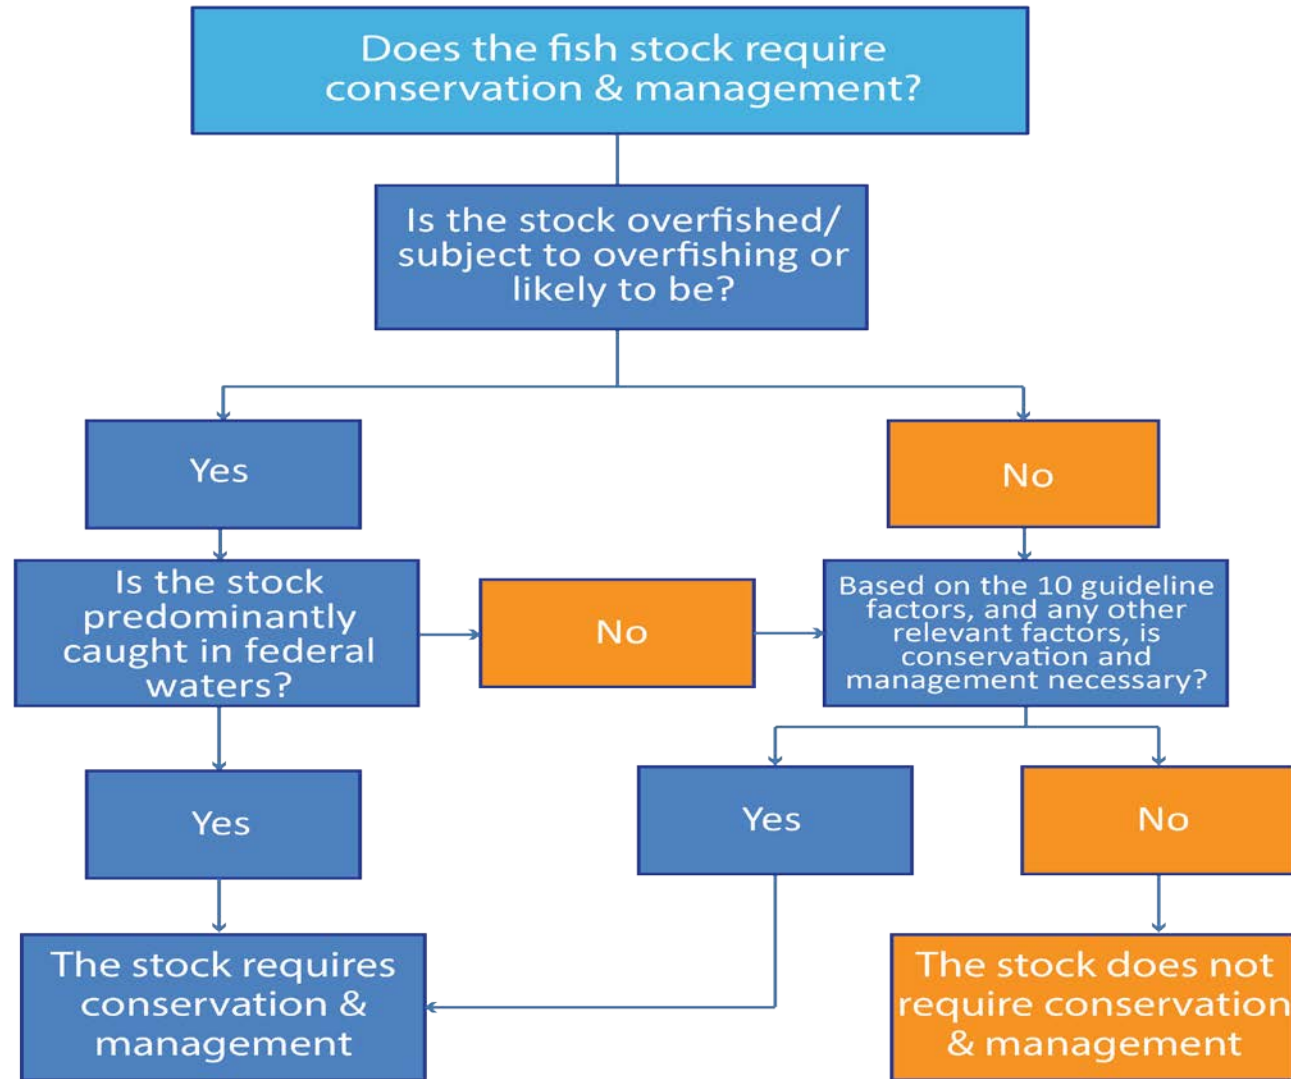 Does the fish stock require
conservation & management?
Is the stock overfished/
subject to overfishing or
likely to be?
Yes
No
Is the stock
predominantly
caught in federal
waters?
No
Based on the 10 guideline
factors, and any other
relevant factors, is
conservation and
management necessary?
Yes
Yes
No
The stock requires
conservation &
management
The stock does not
require conservation
& management